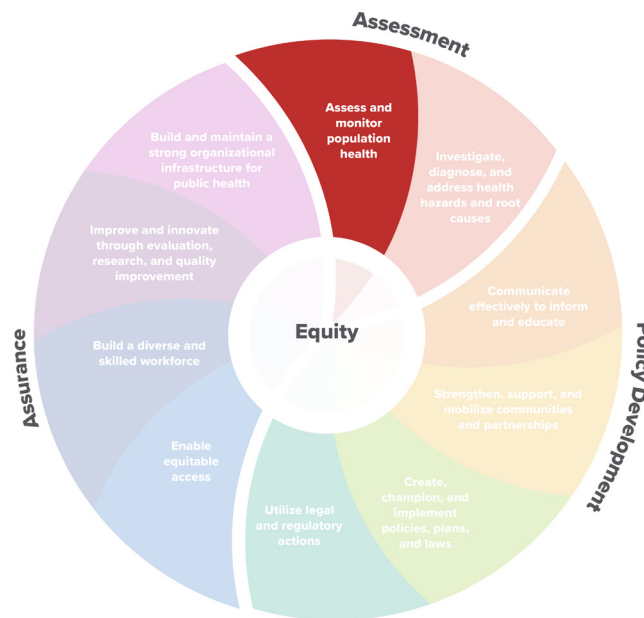 Assessment
Assess and
monitor
population
health
Investigate,
diagnose, and
address health
hazards and root
causes
Communicate
effectively to inform
and educate
Strengthen, support, and
mobilize communities
and partnerships
Create,
champion, and
implement
policies, plans,
and laws
Utilize legal
and regulatory
actions
Policy Development
Enable
equitable
access
Build a diverse and
skilled workforce
Improve and innovate
through evaluation,
research, and quality
improvement
Build and maintain a
strong organizational
infrastructure for
public health
Assurance
Equity